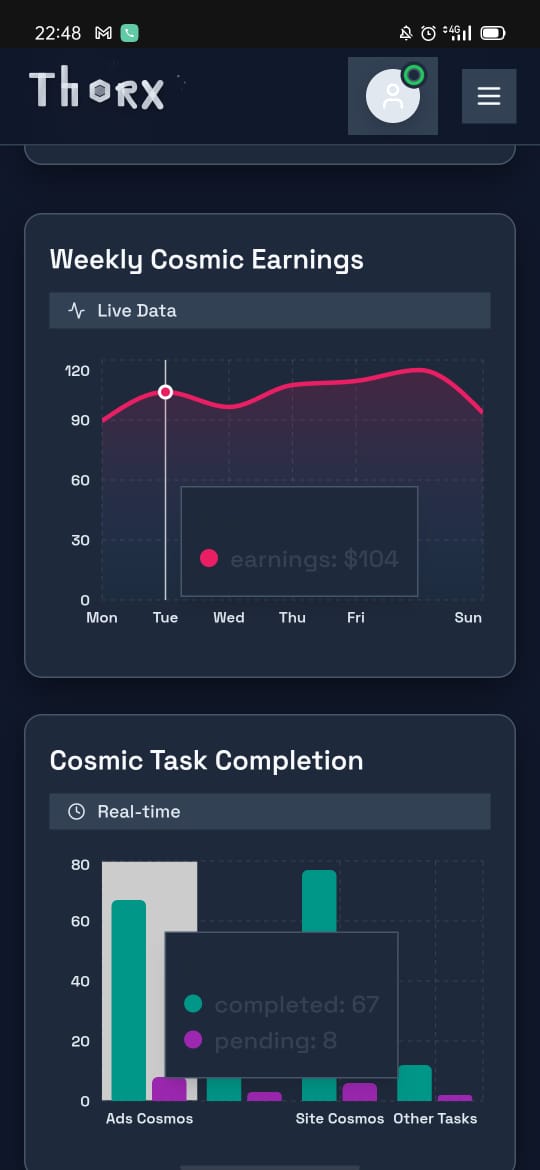 22:48
4G
Thorx
Weekly Cosmic Earnings
Live Data
120
90
60
30
0
earnings: $104
Mon Tue Wed Thu Fri Sun
Cosmic Task Completion
Real-time
80
60
40
20
0
completed: 67
pending: 8
Ads Cosmos Site Cosmos Other Tasks